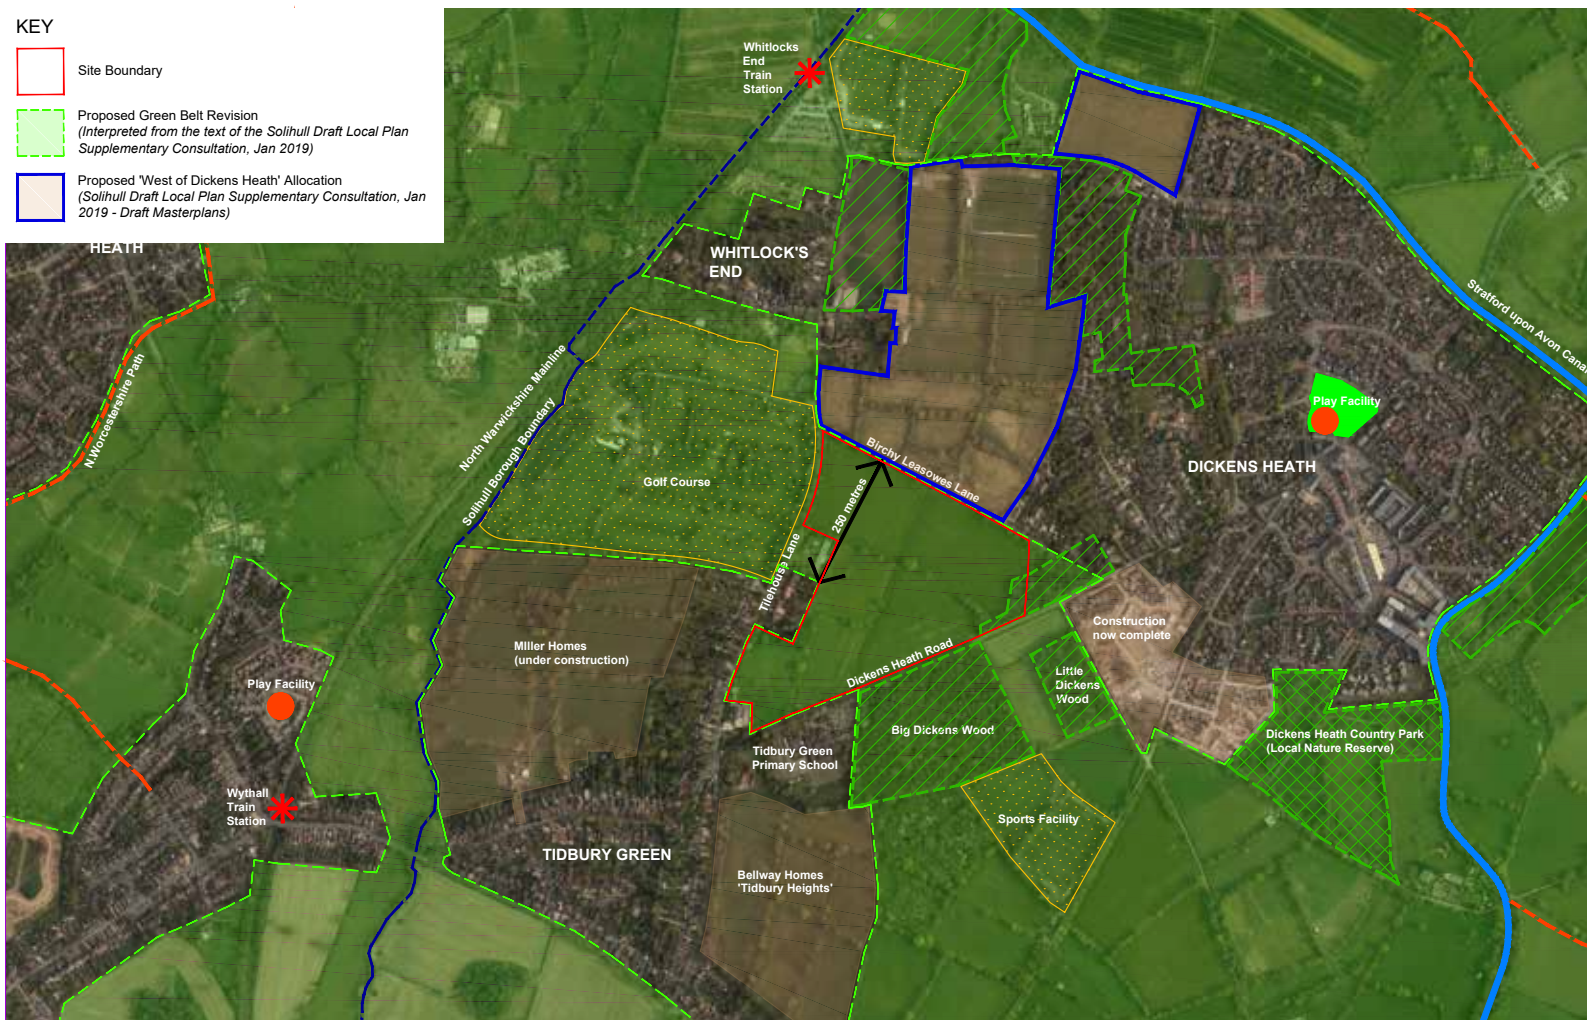 KEY
Site Boundary
Proposed Green Belt Revision
(Interpreted from the text of the Solihull Draft Local Plan
Supplementary Consultation, Jan 2019)
Proposed 'West of Dickens Heath' Allocation
(Solihull Draft Local Plan Supplementary Consultation, Jan
2019 - Draft Masterplans)
HEATH
Whitlocks
End
Train
Station
WHITLOCK'S
END
Stratford upon Avon Canal
N.Worcestershire Path
North Warwickshire Mainline
Solihull Borough Boundary
Golf Course
Birchy Leasowes Lane
250 metres
Tilehouse Lane
Play Facility
DICKENS HEATH
Miller Homes
(under construction)
Construction
now complete
Dickens Heath Road
Little
Dickens
Wood
Big Dickens Wood
Play Facility
Dickens Heath Country Park
(Local Nature Reserve)
Tidbury Green
Primary School
Wythall
Train
Station
Sports Facility
TIDBURY GREEN
Bellway Homes
'Tidbury Heights'